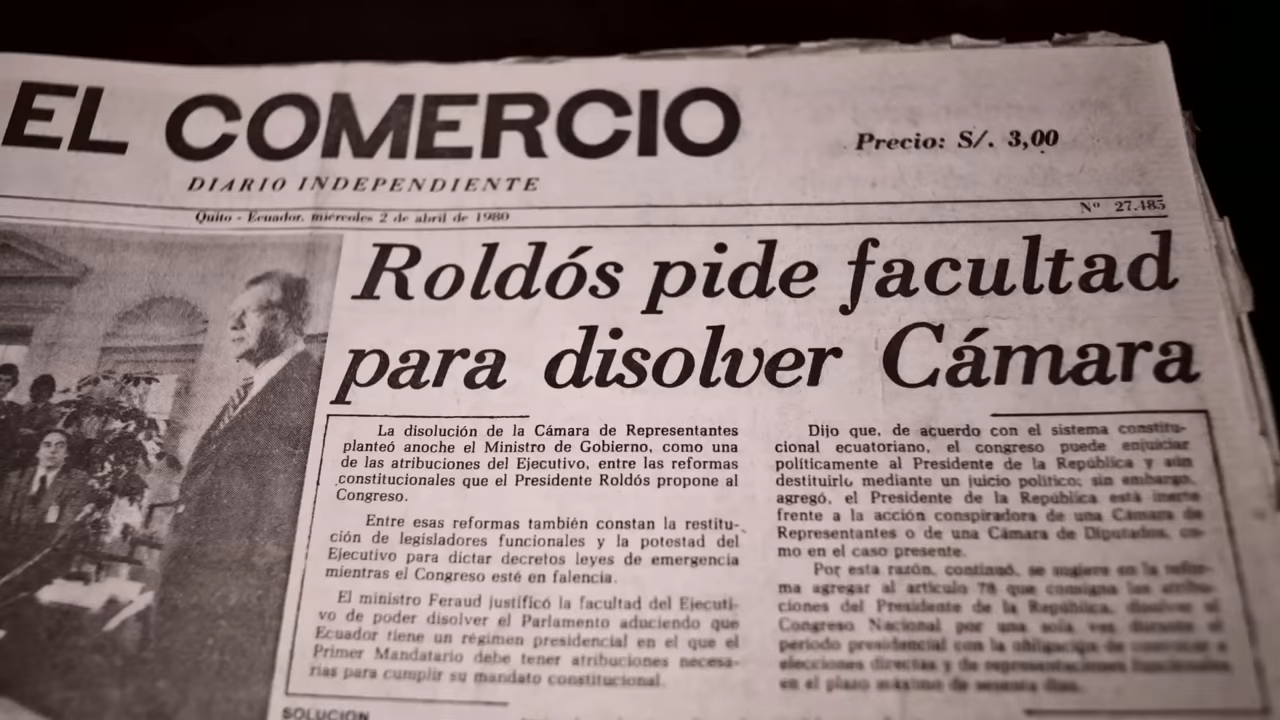 EL COMERCIO
Precio: S/. 3,00
DIARIO INDEPENDIENTE
Quito - Ecuador, miércoles 2 de abril de 1980
Nº 27.485
Roldós pide facultad
para disolver Cámara
La disolución de la Cámara de Representantes
planteó anoche el Ministro de Gobierno, como una
de las atribuciones del Ejecutivo, entre las reformas
constitucionales que el Presidente Roldós propone al
Congreso.
Entre esas reformas también constan la restitu-
ción de legisladores funcionales y la potestad del
Ejecutivo para dictar decretos leyes de emergencia
mientras el Congreso esté en falencia.
El ministro Feraud justificó la facultad del Ejecuti-
vo de poder disolver el Parlamento aduciendo que
Ecuador tiene un régimen presidencial en el que el
Primer Mandatario debe tener atribuciones necesa-
rias para cumplir su mandato constitucional.
Dijo que, de acuerdo con el sistema constitu-
cional ecuatoriano, el congreso puede enjuiciar
políticamente al Presidente de la República y aún
destituirlo mediante un juicio político; sin embargo,
agregó, el Presidente de la República está inerte
frente a la acción conspiradora de una Cámara de
Representantes o de una Cámara de Diputados, co-
mo en el caso presente.
Por esta razón, continuó, se sugiere en la refor-
ma agregar al artículo 78 que consigna las atribu-
ciones del Presidente de la República, disolver el
Congreso Nacional por una sola vez durante el
período presidencial con la obligación de convocar a
elecciones directas y de representaciones funcionales
en el plazo máximo de sesenta días.
SOLUCION